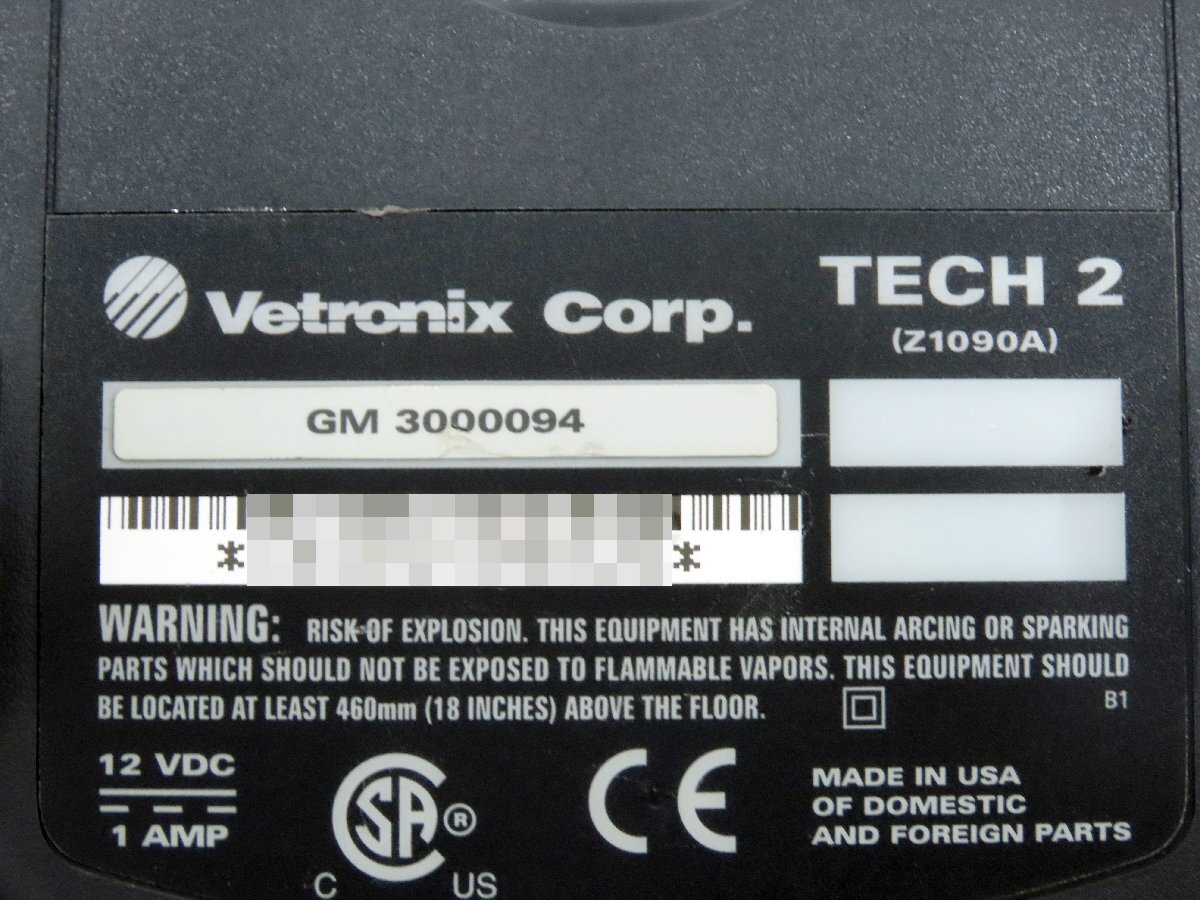 Vetronix Corp.
TECH 2
(Z1090A)
GM 3000094
* *
WARNING: RISK OF EXPLOSION. THIS EQUIPMENT HAS INTERNAL ARCING OR SPARKING
PARTS WHICH SHOULD NOT BE EXPOSED TO FLAMMABLE VAPORS. THIS EQUIPMENT SHOULD
BE LOCATED AT LEAST 460mm (18 INCHES) ABOVE THE FLOOR.
B1
12 VDC
1 AMP
SA ®
C US
CE
MADE IN USA
OF DOMESTIC
AND FOREIGN PARTS